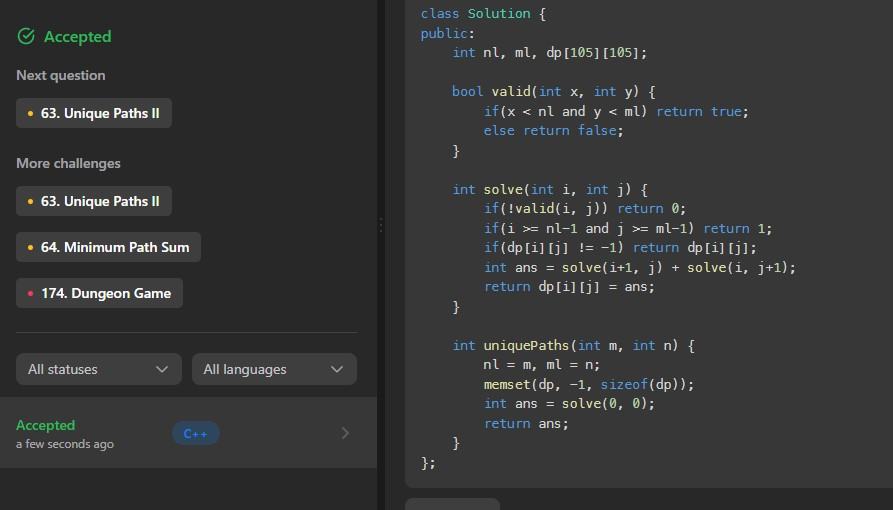 Accepted
Next question
63. Unique Paths II
More challenges
63. Unique Paths II
64. Minimum Path Sum
174. Dungeon Game
All statuses
All languages
Accepted
a few seconds ago
C++
class Solution {
public:
    int nl, ml, dp[105][105];

    bool valid(int x, int y) {
        if(x < nl and y < ml) return true;
        else return false;
    }

    int solve(int i, int j) {
        if(!valid(i, j)) return 0;
        if(i >= nl-1 and j >= ml-1) return 1;
        if(dp[i][j] != -1) return dp[i][j];
        int ans = solve(i+1, j) + solve(i, j+1);
        return dp[i][j] = ans;
    }

    int uniquePaths(int m, int n) {
        nl = m, ml = n;
        memset(dp, -1, sizeof(dp));
        int ans = solve(0, 0);
        return ans;
    }
};